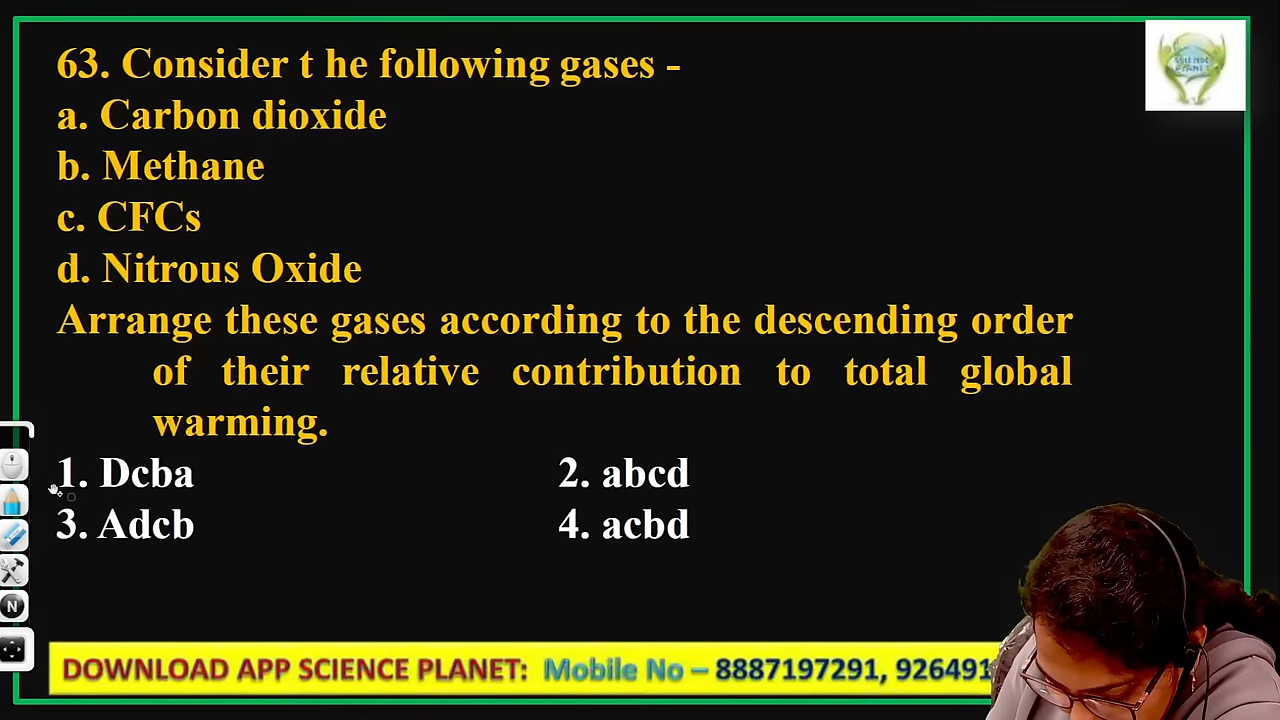 63. Consider t he following gases -
a. Carbon dioxide
b. Methane
c. CFCs
d. Nitrous Oxide
Arrange these gases according to the descending order
of their relative contribution to total global
warming.
1. Dcba 2. abcd
3. Adcb 4. acbd
N
DOWNLOAD APP SCIENCE PLANET: Mobile No – 8887197291, 926491